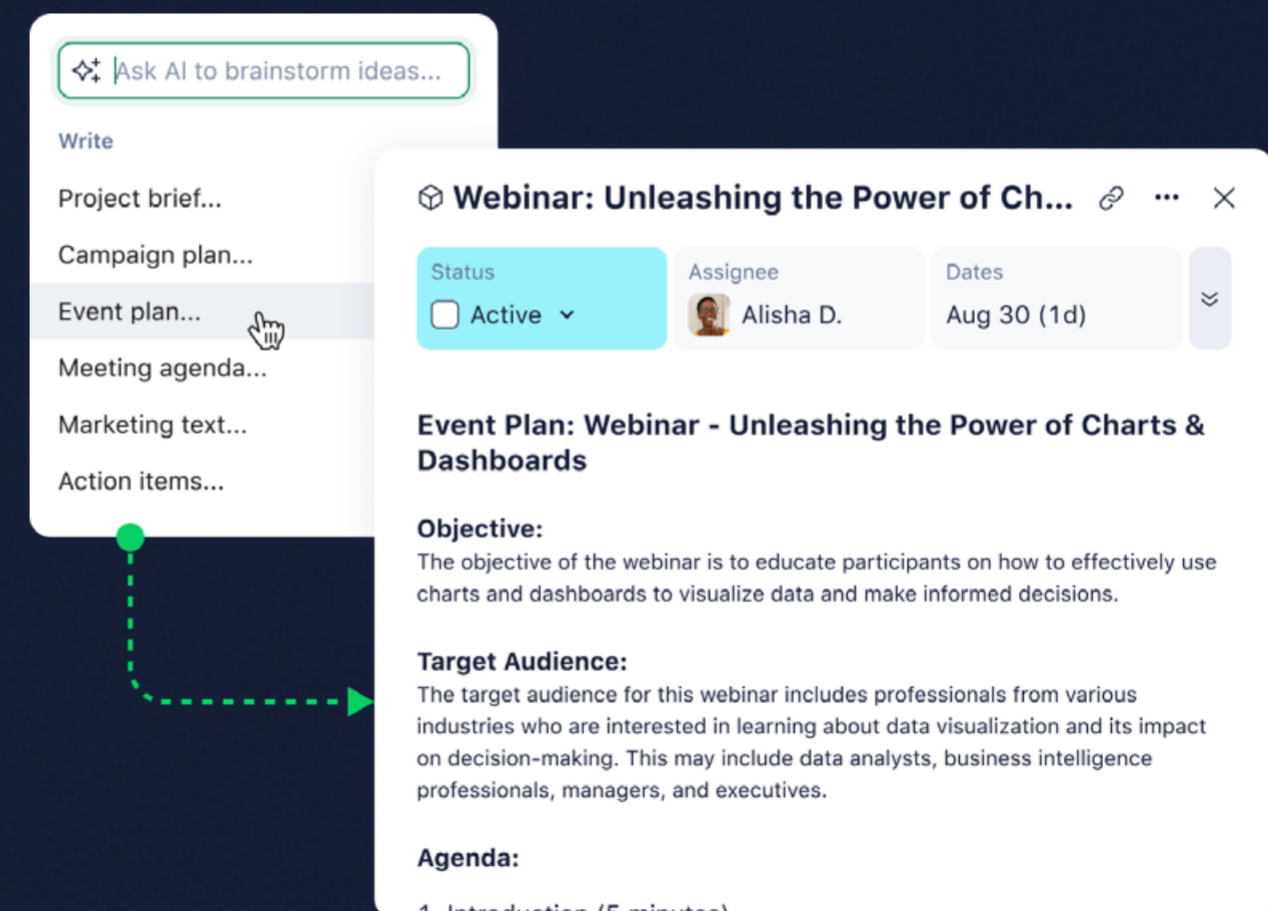 Ask AI to brainstorm ideas...
Write
Project brief...
Campaign plan...
Event plan...
Meeting agenda...
Marketing text...
Action items...
Webinar: Unleashing the Power of Ch...
Status
Active
Assignee
Alisha D.
Dates
Aug 30 (1d)
Event Plan: Webinar - Unleashing the Power of Charts &
Dashboards
Objective:
The objective of the webinar is to educate participants on how to effectively use
charts and dashboards to visualize data and make informed decisions.
Target Audience:
The target audience for this webinar includes professionals from various
industries who are interested in learning about data visualization and its impact
on decision-making. This may include data analysts, business intelligence
professionals, managers, and executives.
Agenda:
1. Introduction (5 minutes)